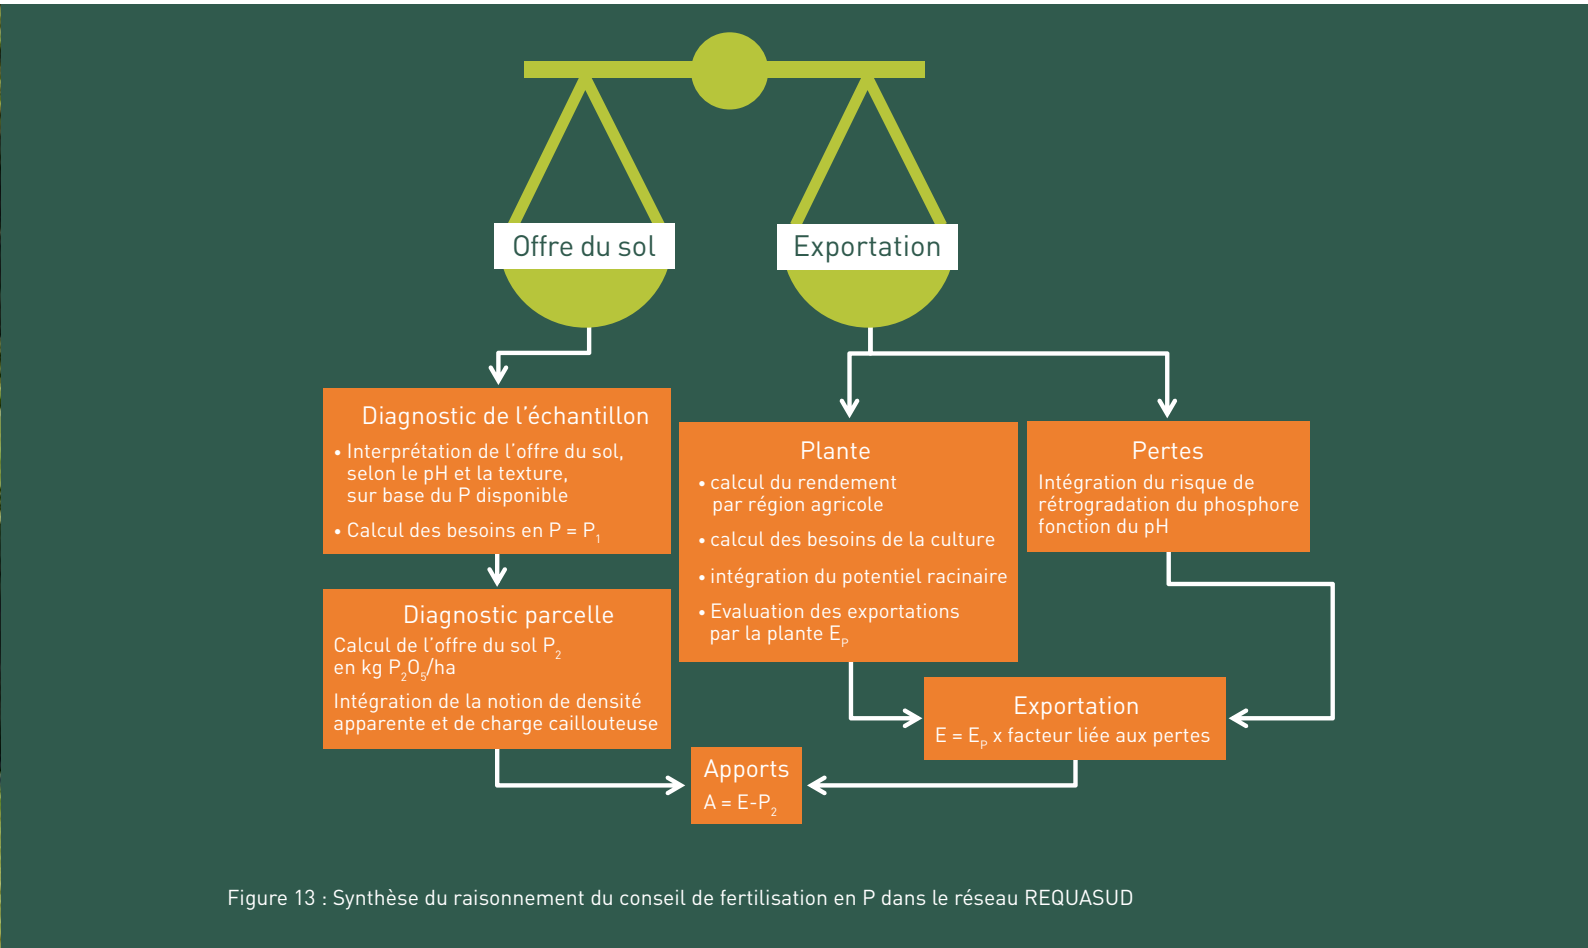 Offre du sol
Exportation
Diagnostic de l'échantillon
• Interprétation de l'offre du sol,
selon le pH et la texture,
sur base du P disponible
• Calcul des besoins en P = P₁
Diagnostic parcelle
Calcul de l'offre du sol P₂
en kg P₂O₅/ha
Intégration de la notion de densité
apparente et de charge caillouteuse
Plante
• calcul du rendement
par région agricole
• calcul des besoins de la culture
• intégration du potentiel racinaire
• Evaluation des exportations
par la plante Eₚ
Pertes
Intégration du risque de
rétrogradation du phosphore
fonction du pH
Exportation
E = Eₚ x facteur liée aux pertes
Apports
A = E-P₂
Figure 13 : Synthèse du raisonnement du conseil de fertilisation en P dans le réseau REQUASUD